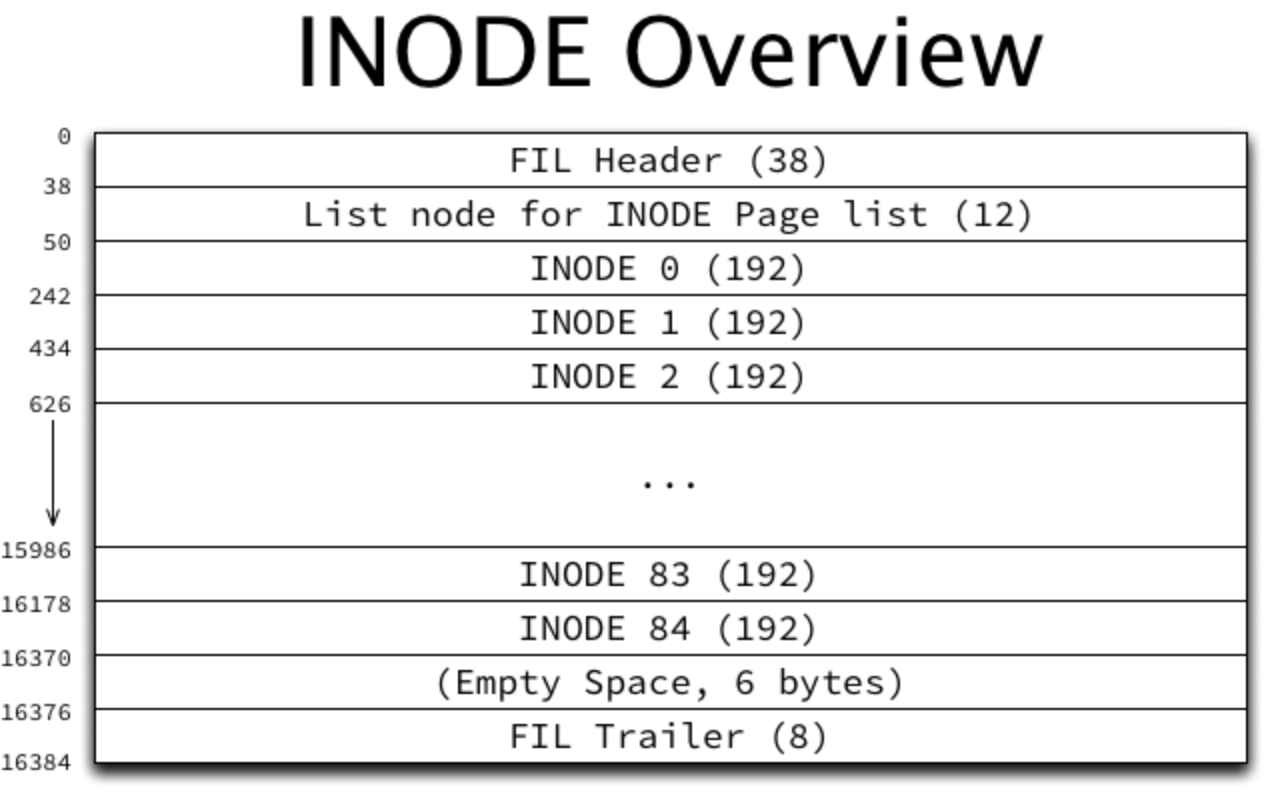 INODE Overview
0
FIL Header (38)
38
List node for INODE Page list (12)
50
INODE 0 (192)
242
INODE 1 (192)
434
INODE 2 (192)
626
...
15986
INODE 83 (192)
16178
INODE 84 (192)
16370
(Empty Space, 6 bytes)
16376
FIL Trailer (8)
16384